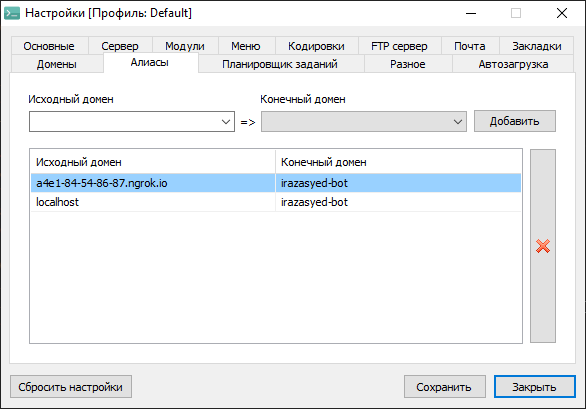 Настройки [Профиль: Default]
Основные Сервер Модули Меню Кодировки FTP сервер Почта Закладки
Домены Алиасы Планировщик заданий Разное Автозагрузка
Исходный домен Конечный домен
=> Добавить
Исходный домен Конечный домен
a4e1-84-54-86-87.ngrok.io irazasyed-bot
localhost irazasyed-bot
Сбросить настройки Сохранить Закрыть